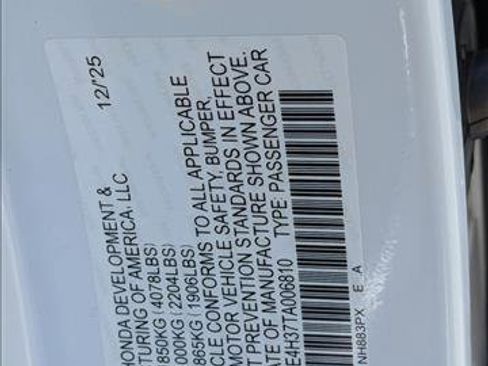 HONDA DEVELOPMENT &
TURING OF AMERICA, LLC 12/25
850KG (4078LBS)
000KG (2204LBS)
865KG (1906LBS)
CLE CONFORMS TO ALL APPLICABLE
MOTOR VEHICLE SAFETY, BUMPER,
T PREVENTION STANDARDS IN EFFECT
ATE OF MANUFACTURE SHOWN ABOVE.
E4H37TA006810 TYPE: PASSENGER CAR
NH883PX E A